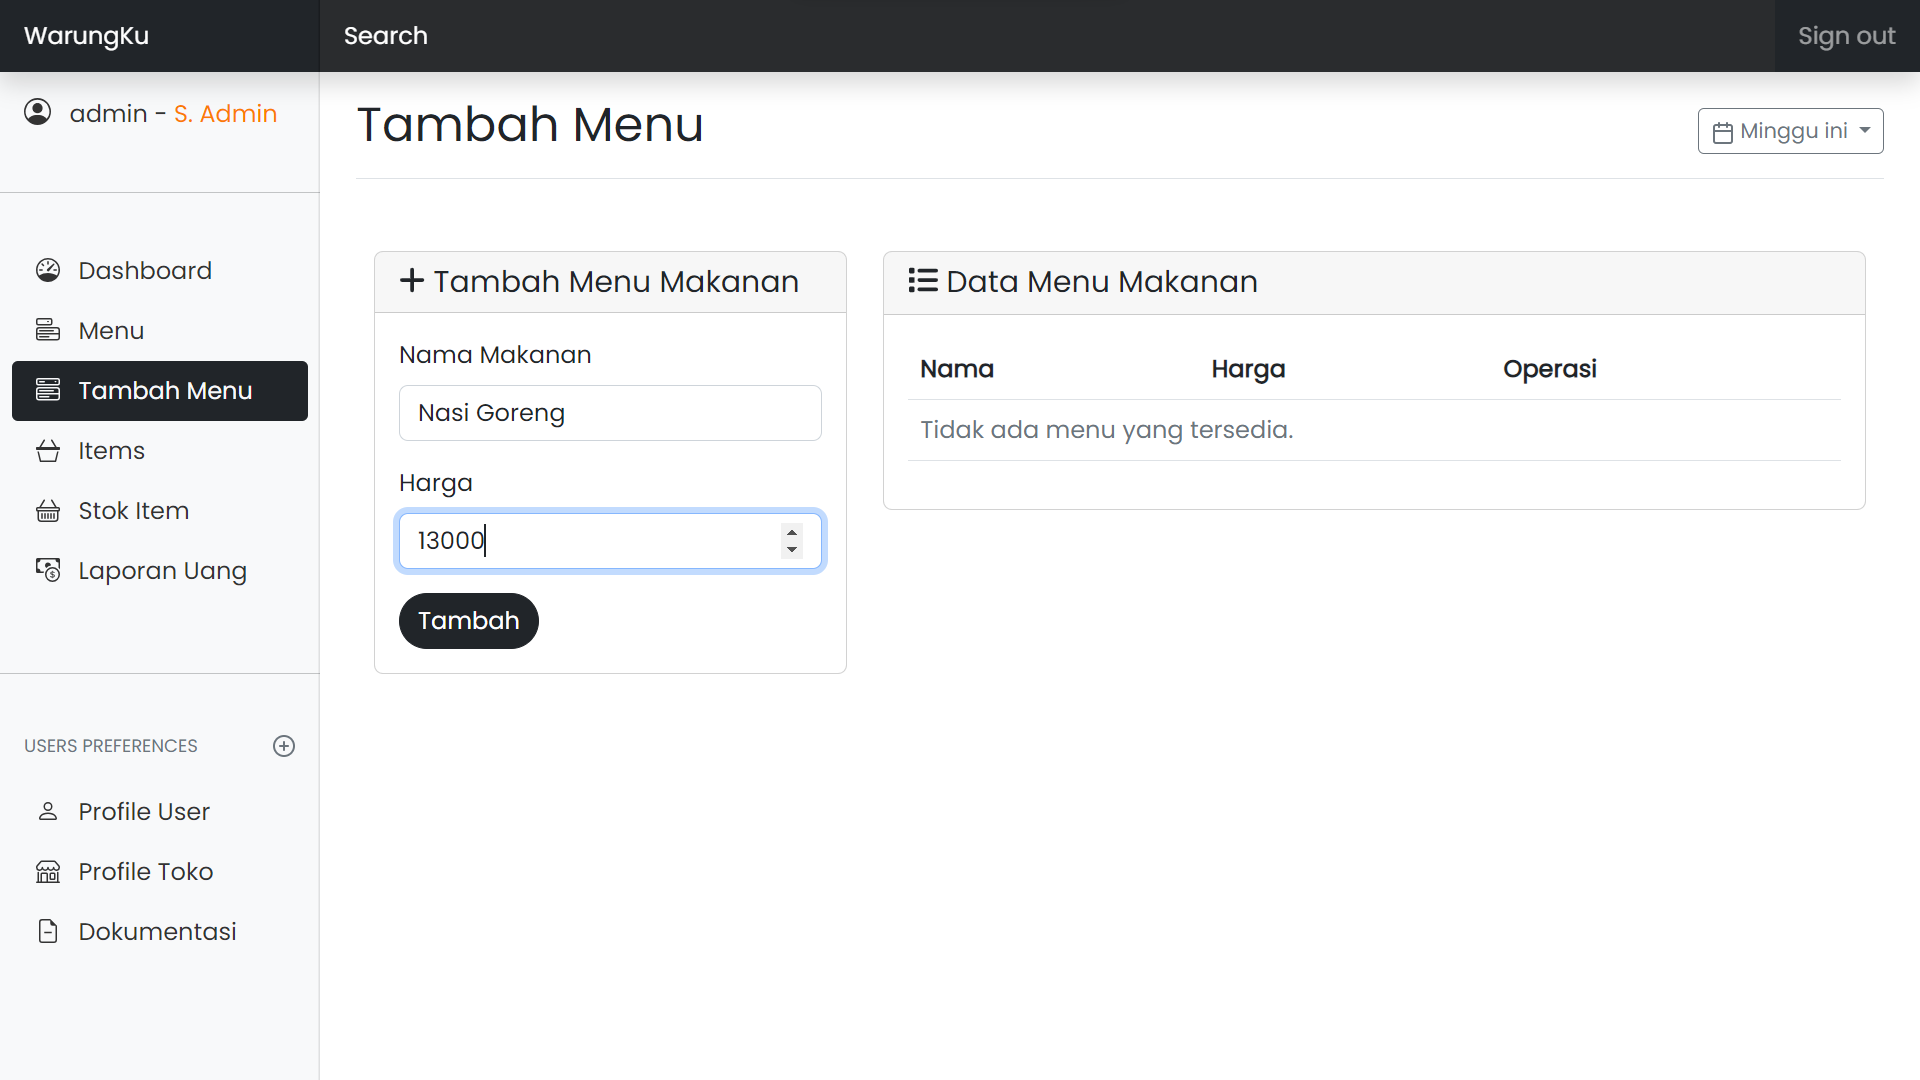 WarungKu
Search
Sign out
admin - S. Admin
Dashboard
Menu
Tambah Menu
Items
Stok Item
Laporan Uang
USERS PREFERENCES
Profile User
Profile Toko
Dokumentasi
Tambah Menu
Minggu ini
Tambah Menu Makanan
Nama Makanan
Nasi Goreng
Harga
13000
Tambah
Data Menu Makanan
Nama Harga Operasi
Tidak ada menu yang tersedia.